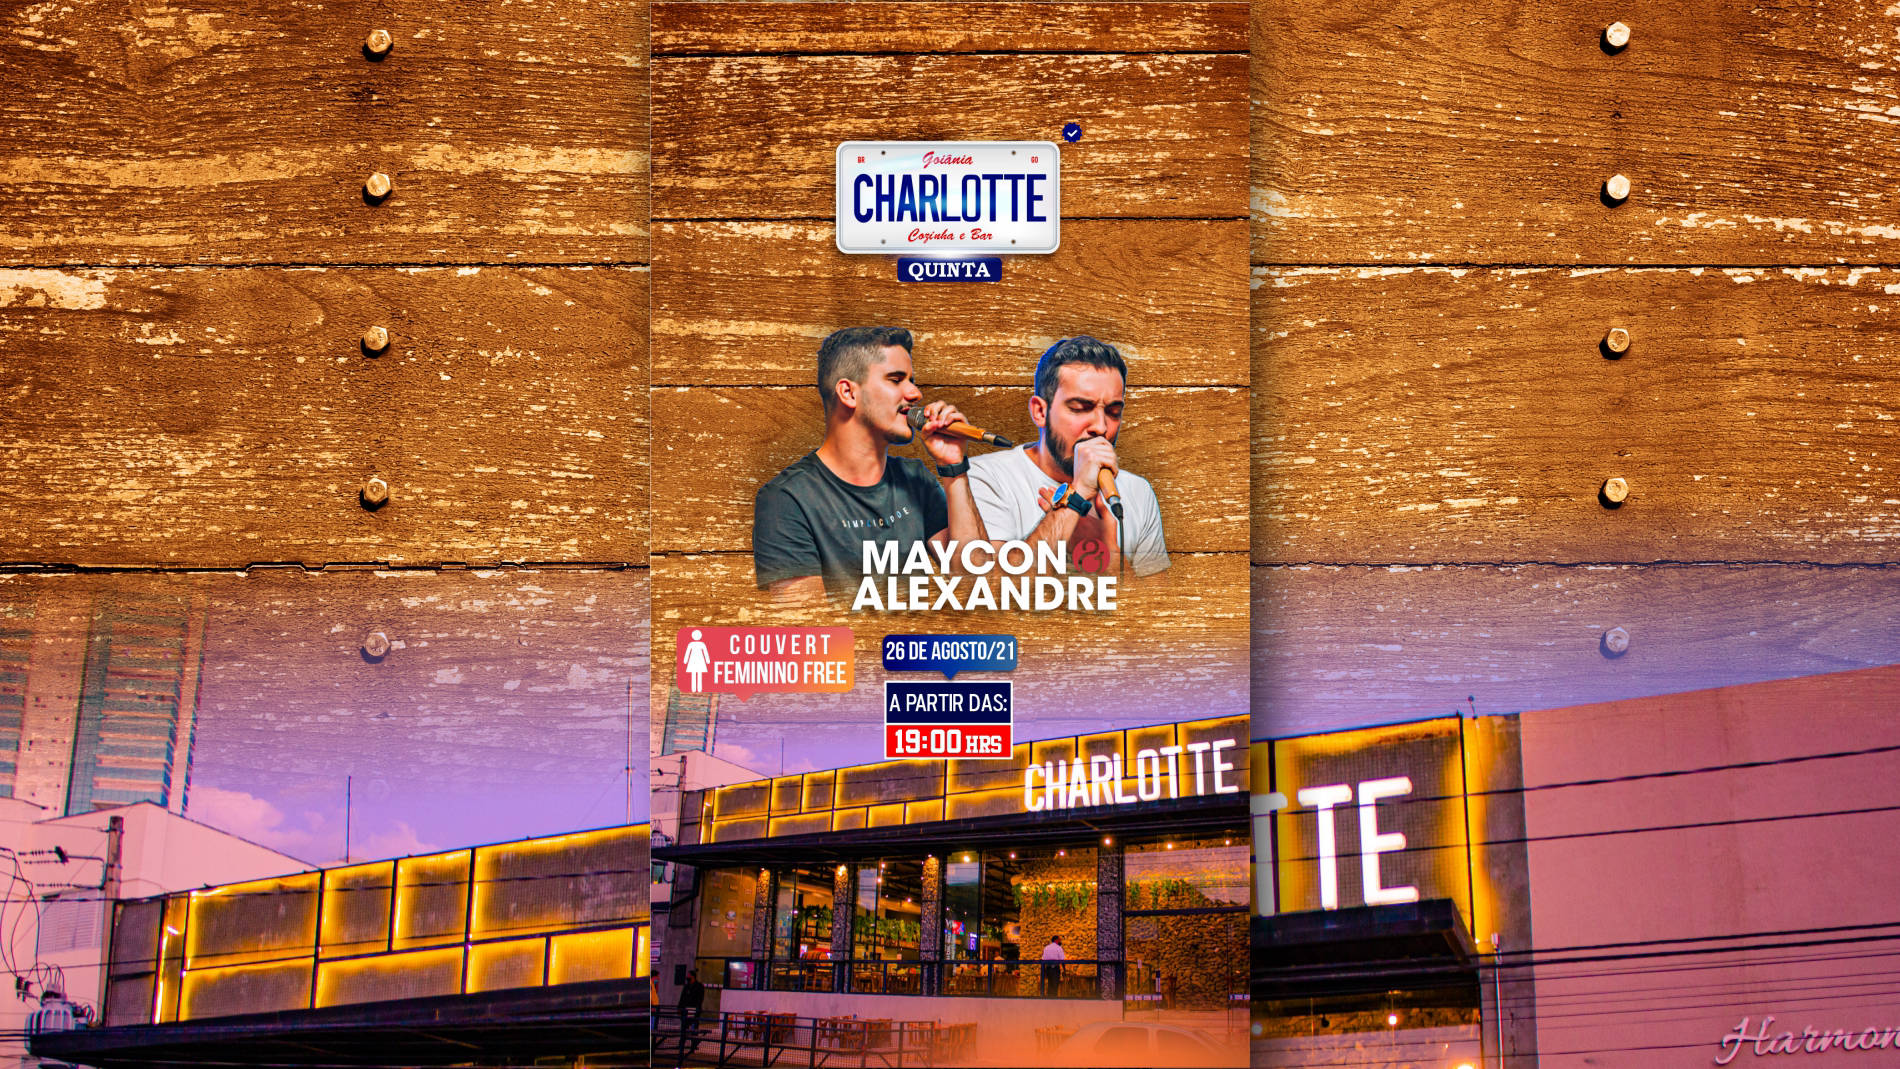 BR Goiânia GO
CHARLOTTE
Cozinha e Bar
QUINTA
SIMPLICIDADE
MAYCON
ALEXANDRE
COUVERT
FEMININO FREE
26 DE AGOSTO/21
A PARTIR DAS:
19:00 HRS
CHARLOTTE
TTE
Harmon